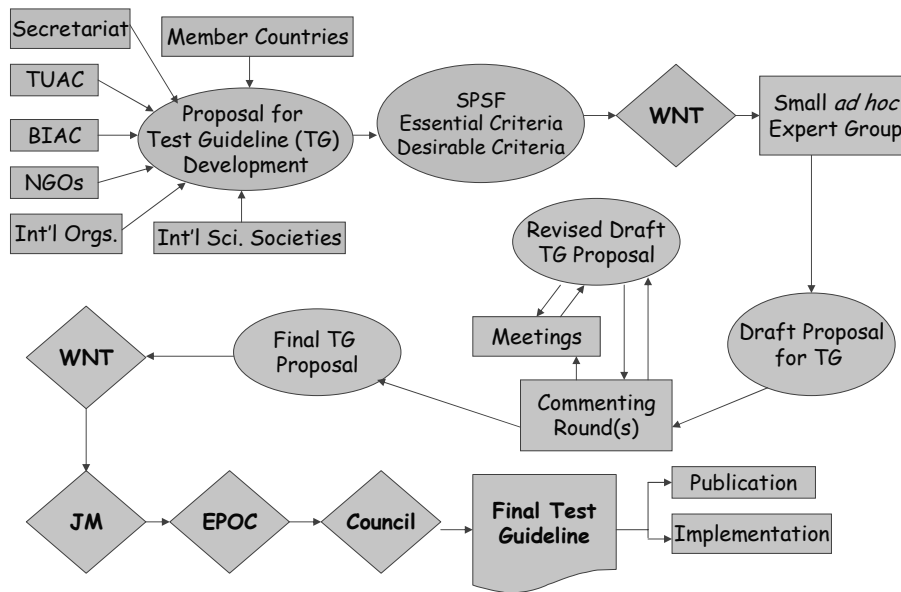 Secretariat
Member Countries
TUAC
BIAC
NGOs
Int'l Orgs.
Int'l Sci. Societies
Proposal for
Test Guideline (TG)
Development
SPSF
Essential Criteria
Desirable Criteria
WNT
Small ad hoc
Expert Group
Draft Proposal
for TG
Revised Draft
TG Proposal
Meetings
Commenting
Round(s)
Final TG
Proposal
WNT
JM
EPOC
Council
Final Test
Guideline
Publication
Implementation